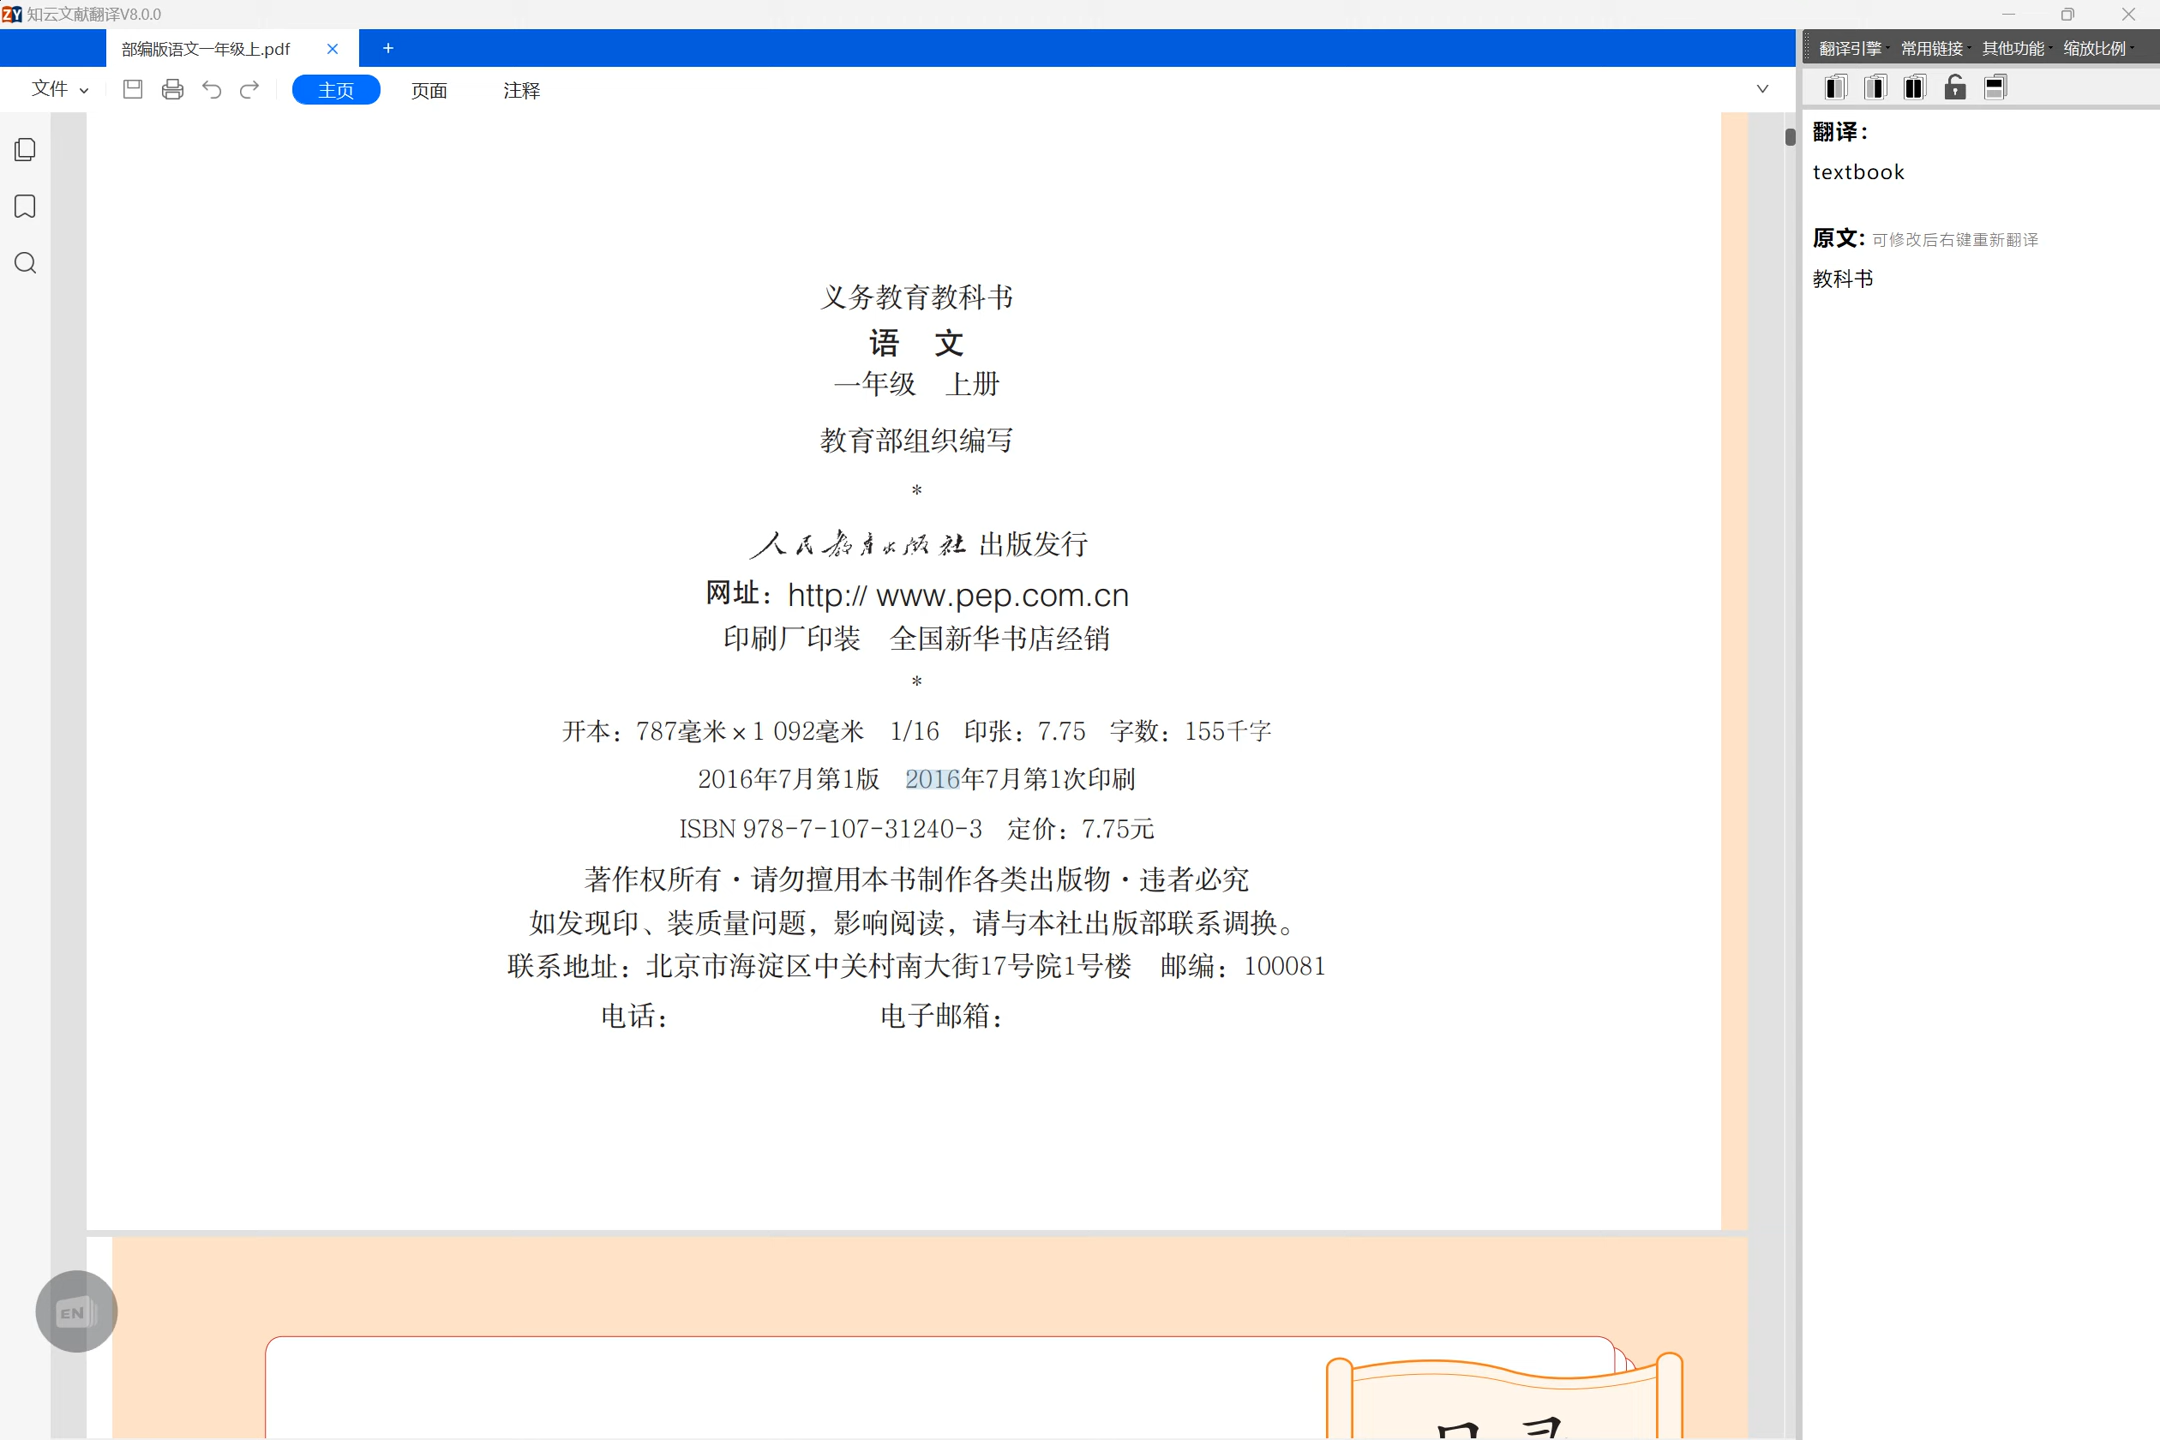 知云文献翻译V8.0.0
部编版语文一年级上.pdf
翻译引擎 常用链接 其他功能 缩放比例
文件 主页 页面 注释
翻译：
textbook
原文: 可修改后右键重新翻译
教科书
义务教育教科书
语 文
一年级 上册
教育部组织编写
*
人民教育出版社 出版发行
网址：http:// www.pep.com.cn
印刷厂印装 全国新华书店经销
*
开本：787毫米×1 092毫米 1/16 印张：7.75 字数：155千字
2016年7月第1版 2016年7月第1次印刷
ISBN 978-7-107-31240-3 定价：7.75元
著作权所有·请勿擅用本书制作各类出版物·违者必究
如发现印、装质量问题，影响阅读，请与本社出版部联系调换。
联系地址：北京市海淀区中关村南大街17号院1号楼 邮编：100081
电话： 电子邮箱：
EN